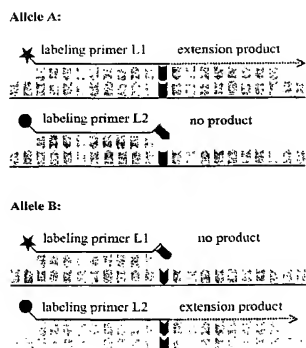 Allele A:
labeling primer L1 extension product
labeling primer L2 no product
Allele B:
labeling primer L1 no product
labeling primer L2 extension product